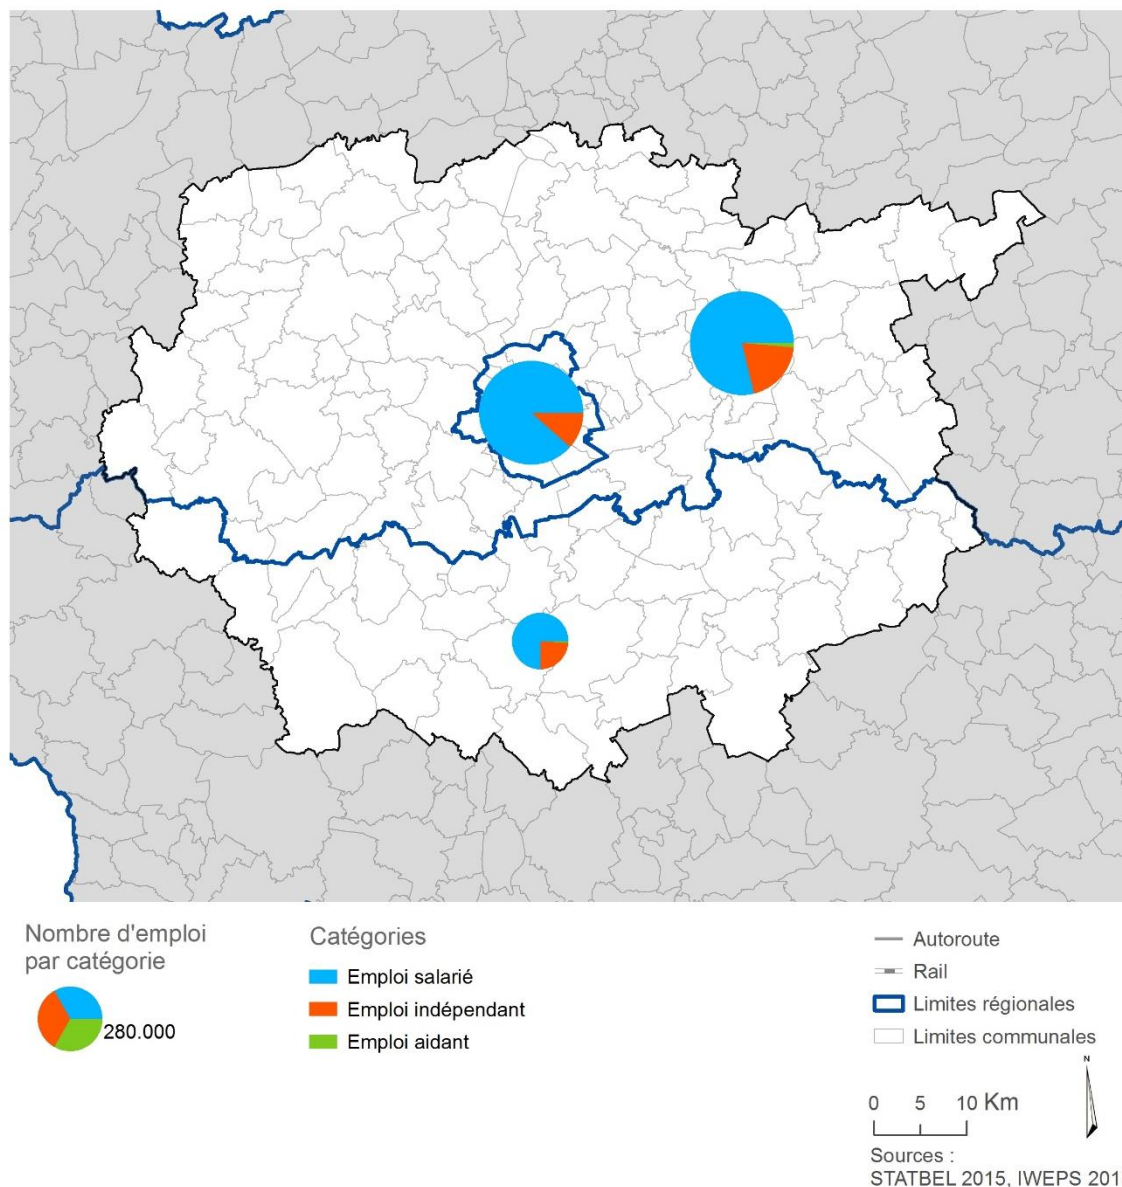 Nombre d'emploi
par catégorie
280.000
Catégories
Emploi salarié
Emploi indépendant
Emploi aidant
Autoroute
Rail
Limites régionales
Limites communales
N
0 5 10 Km
Sources :
STATBEL 2015, IWEPS 201